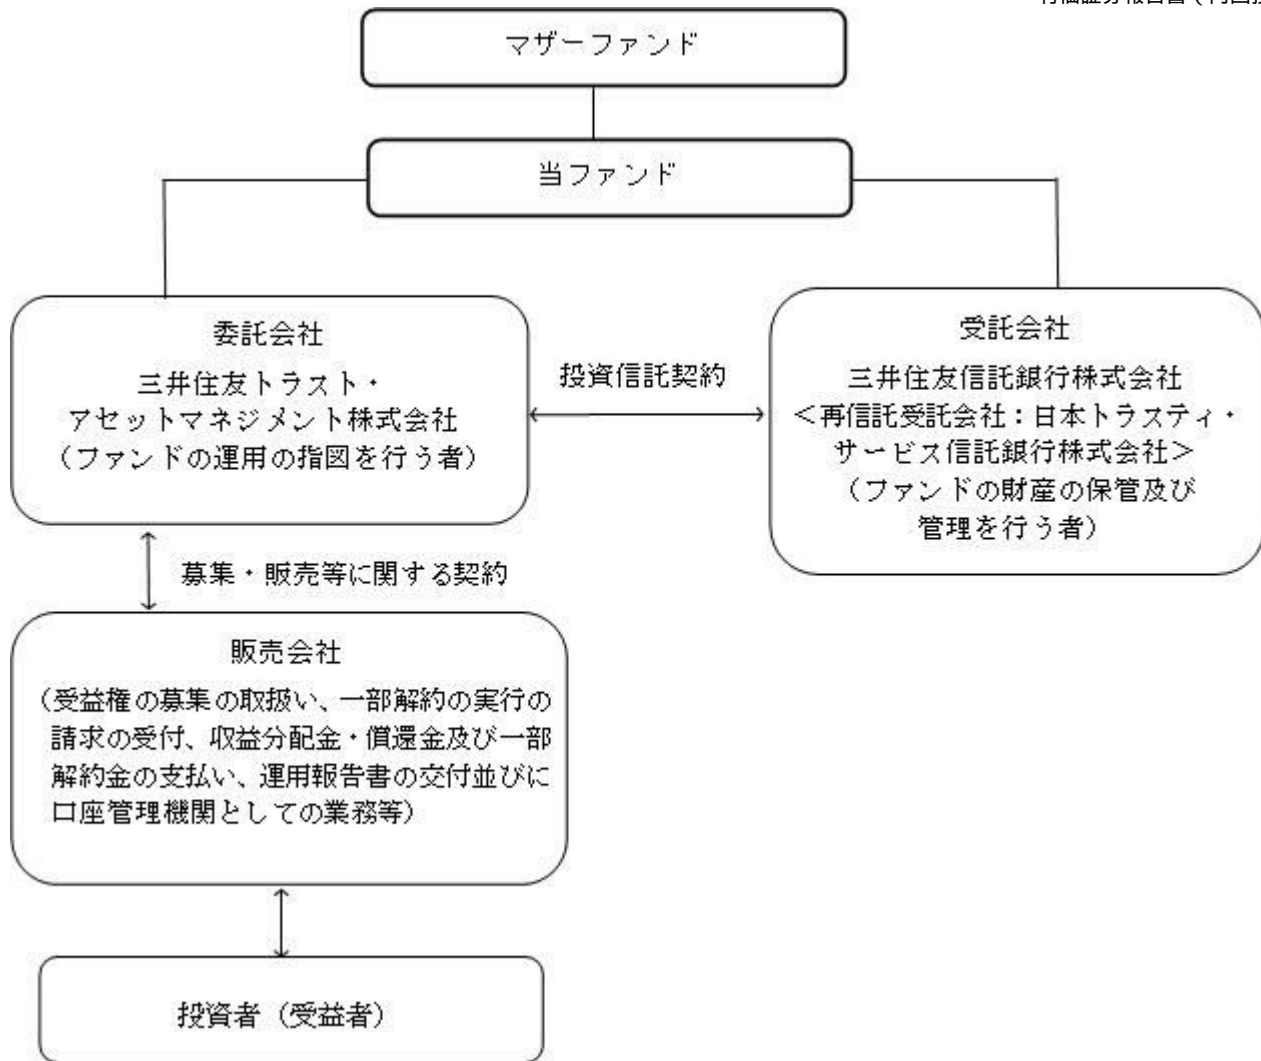 マザーファンド
当ファンド
委託会社
三井住友トラスト・
アセットマネジメント株式会社
（ファンドの運用の指図を行う者）
投資信託契約
受託会社
三井住友信託銀行株式会社
＜再信託受託会社：日本トラスティ・
サービス信託銀行株式会社＞
（ファンドの財産の保管及び
管理を行う者）
募集・販売等に関する契約
販売会社
（受益権の募集の取扱い、一部解約の実行の
請求の受付、収益分配金・償還金及び一部
解約金の支払い、運用報告書の交付並びに
口座管理機関としての業務等）
投資者（受益者）